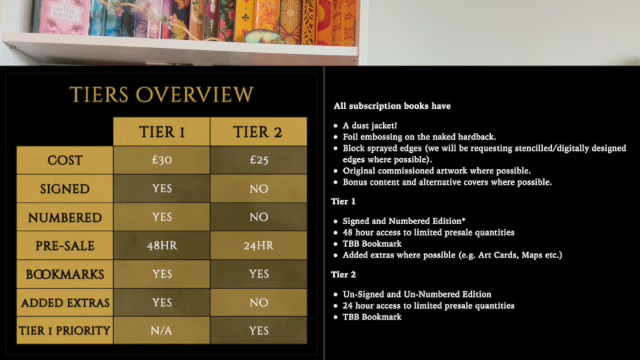 TIERS OVERVIEW
TIER 1 TIER 2
COST £30 £25
SIGNED YES NO
NUMBERED YES NO
PRE-SALE 48HR 24HR
BOOKMARKS YES YES
ADDED EXTRAS YES NO
TIER 1 PRIORITY N/A YES
All subscription books have
• A dust jacket!
• Foil embossing on the naked hardback.
• Block sprayed edges (we will be requesting stencilled/digitally designed
edges where possible).
• Original commissioned artwork where possible.
• Bonus content and alternative covers where possible.
Tier 1
• Signed and Numbered Edition*
• 48 hour access to limited presale quantities
• TBB Bookmark
• Added extras where possible (e.g. Art Cards, Maps etc.)
Tier 2
• Un-Signed and Un-Numbered Edition
• 24 hour access to limited presale quantities
• TBB Bookmark